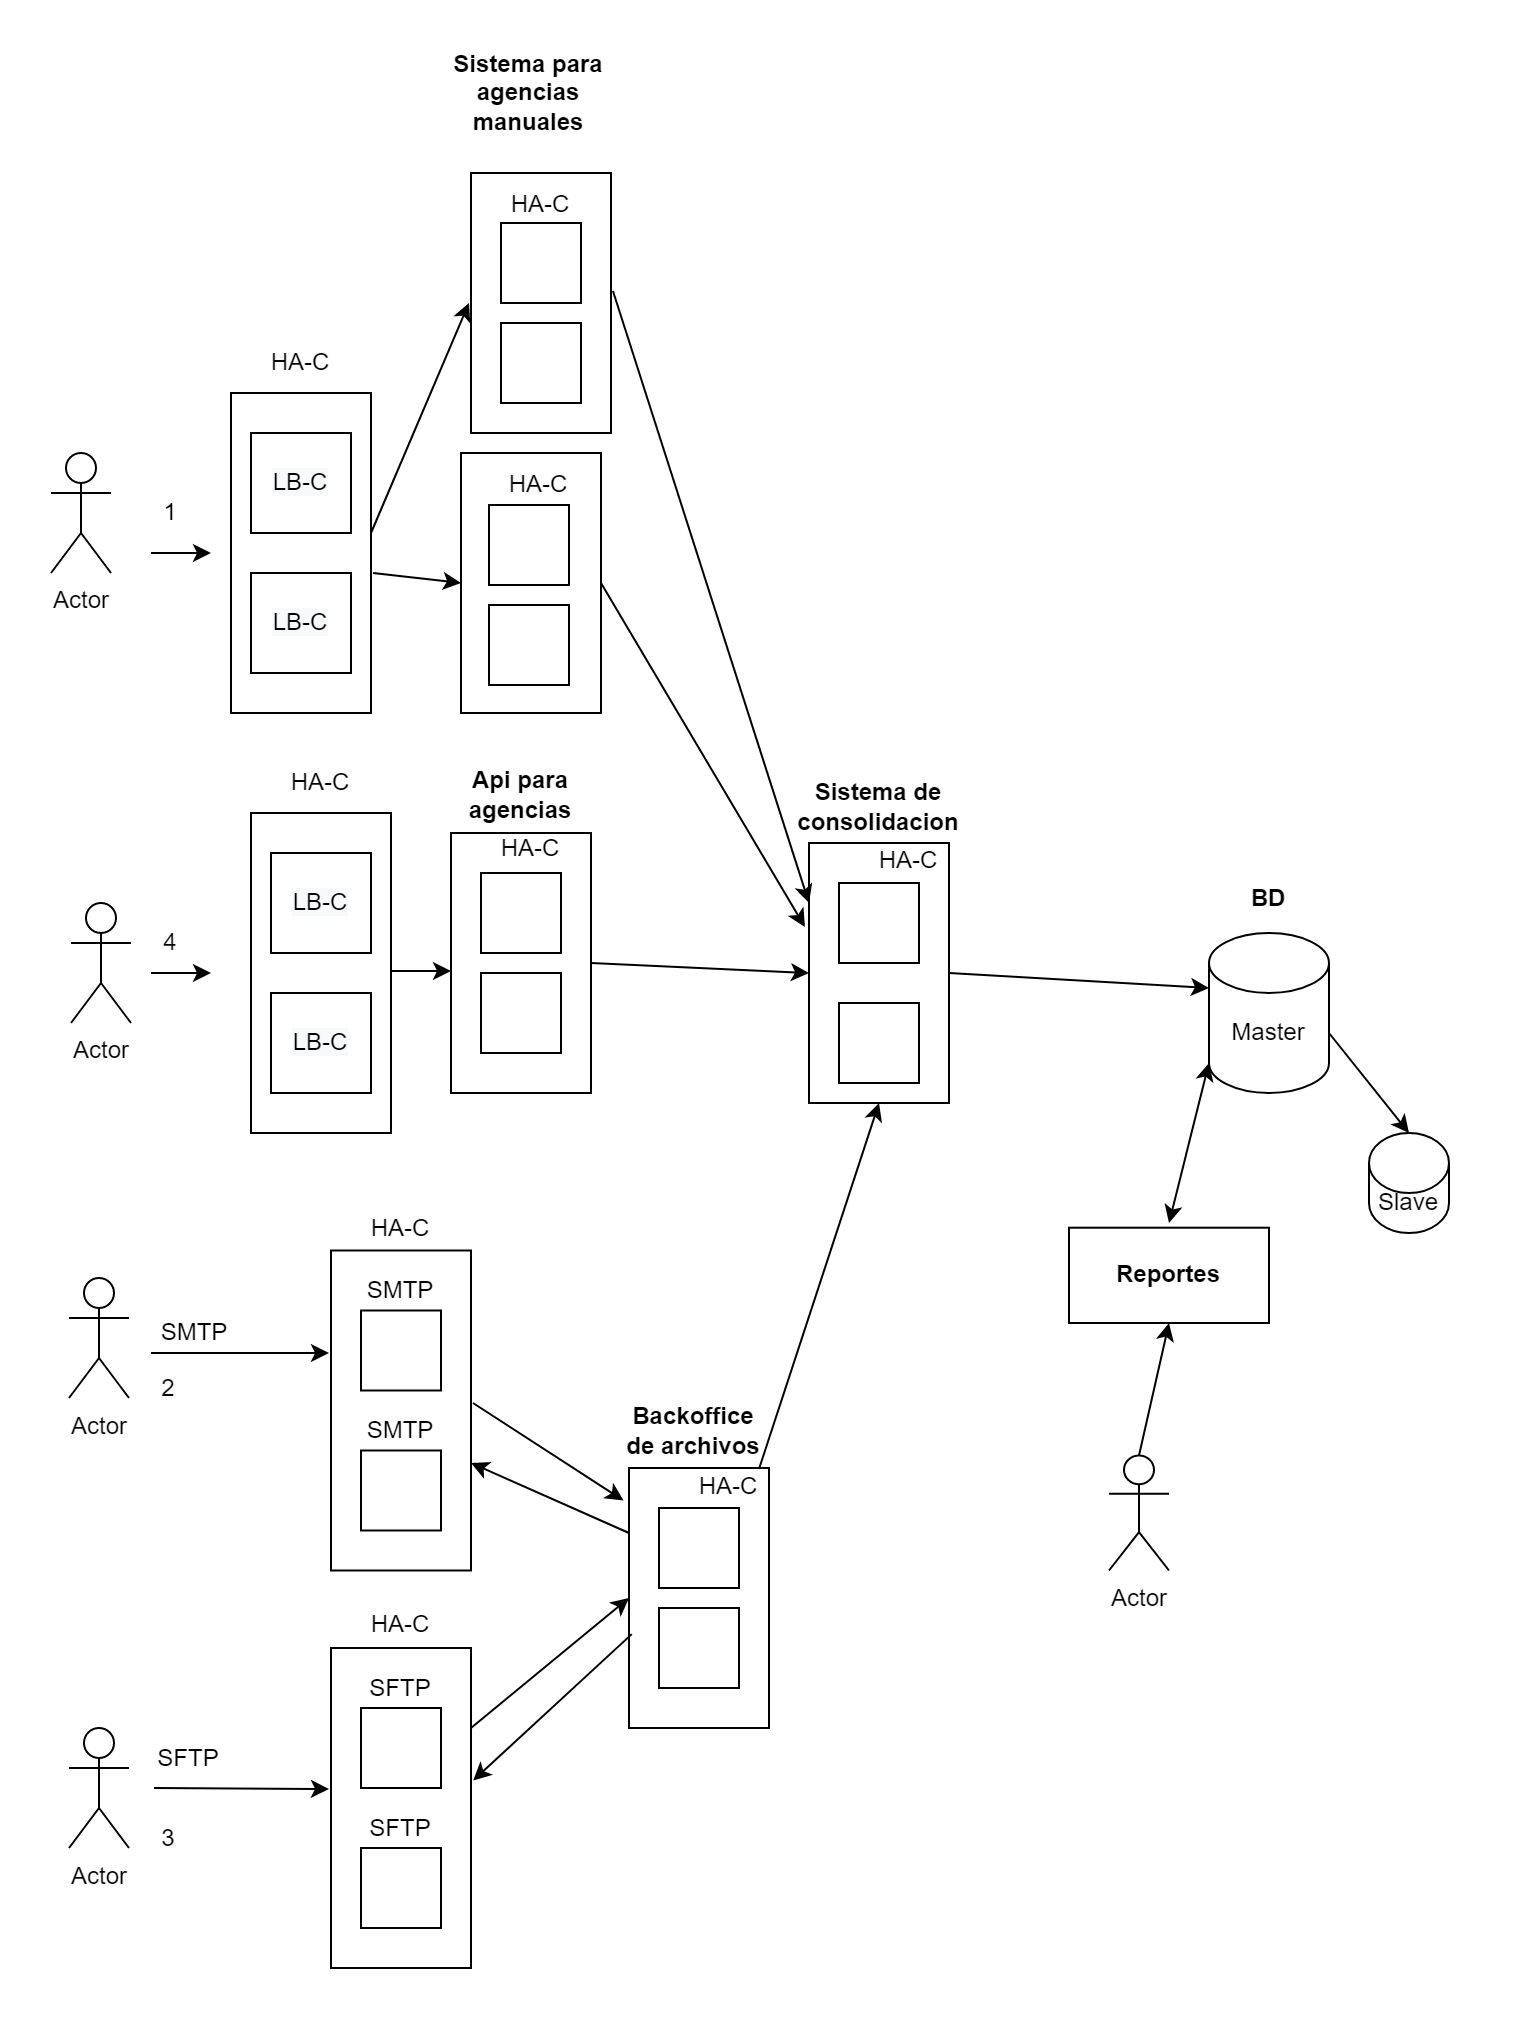 Sistema para
agencias
manuales
HA-C
HA-C
LB-C
LB-C
1
Actor
HA-C
Api para
agencias
HA-C
HA-C
LB-C
LB-C
4
Actor
Sistema de
consolidacion
HA-C
BD
Master
Slave
Reportes
Actor
HA-C
SMTP
SMTP
SMTP
2
Actor
Backoffice
de archivos
HA-C
HA-C
SFTP
SFTP
SFTP
3
Actor